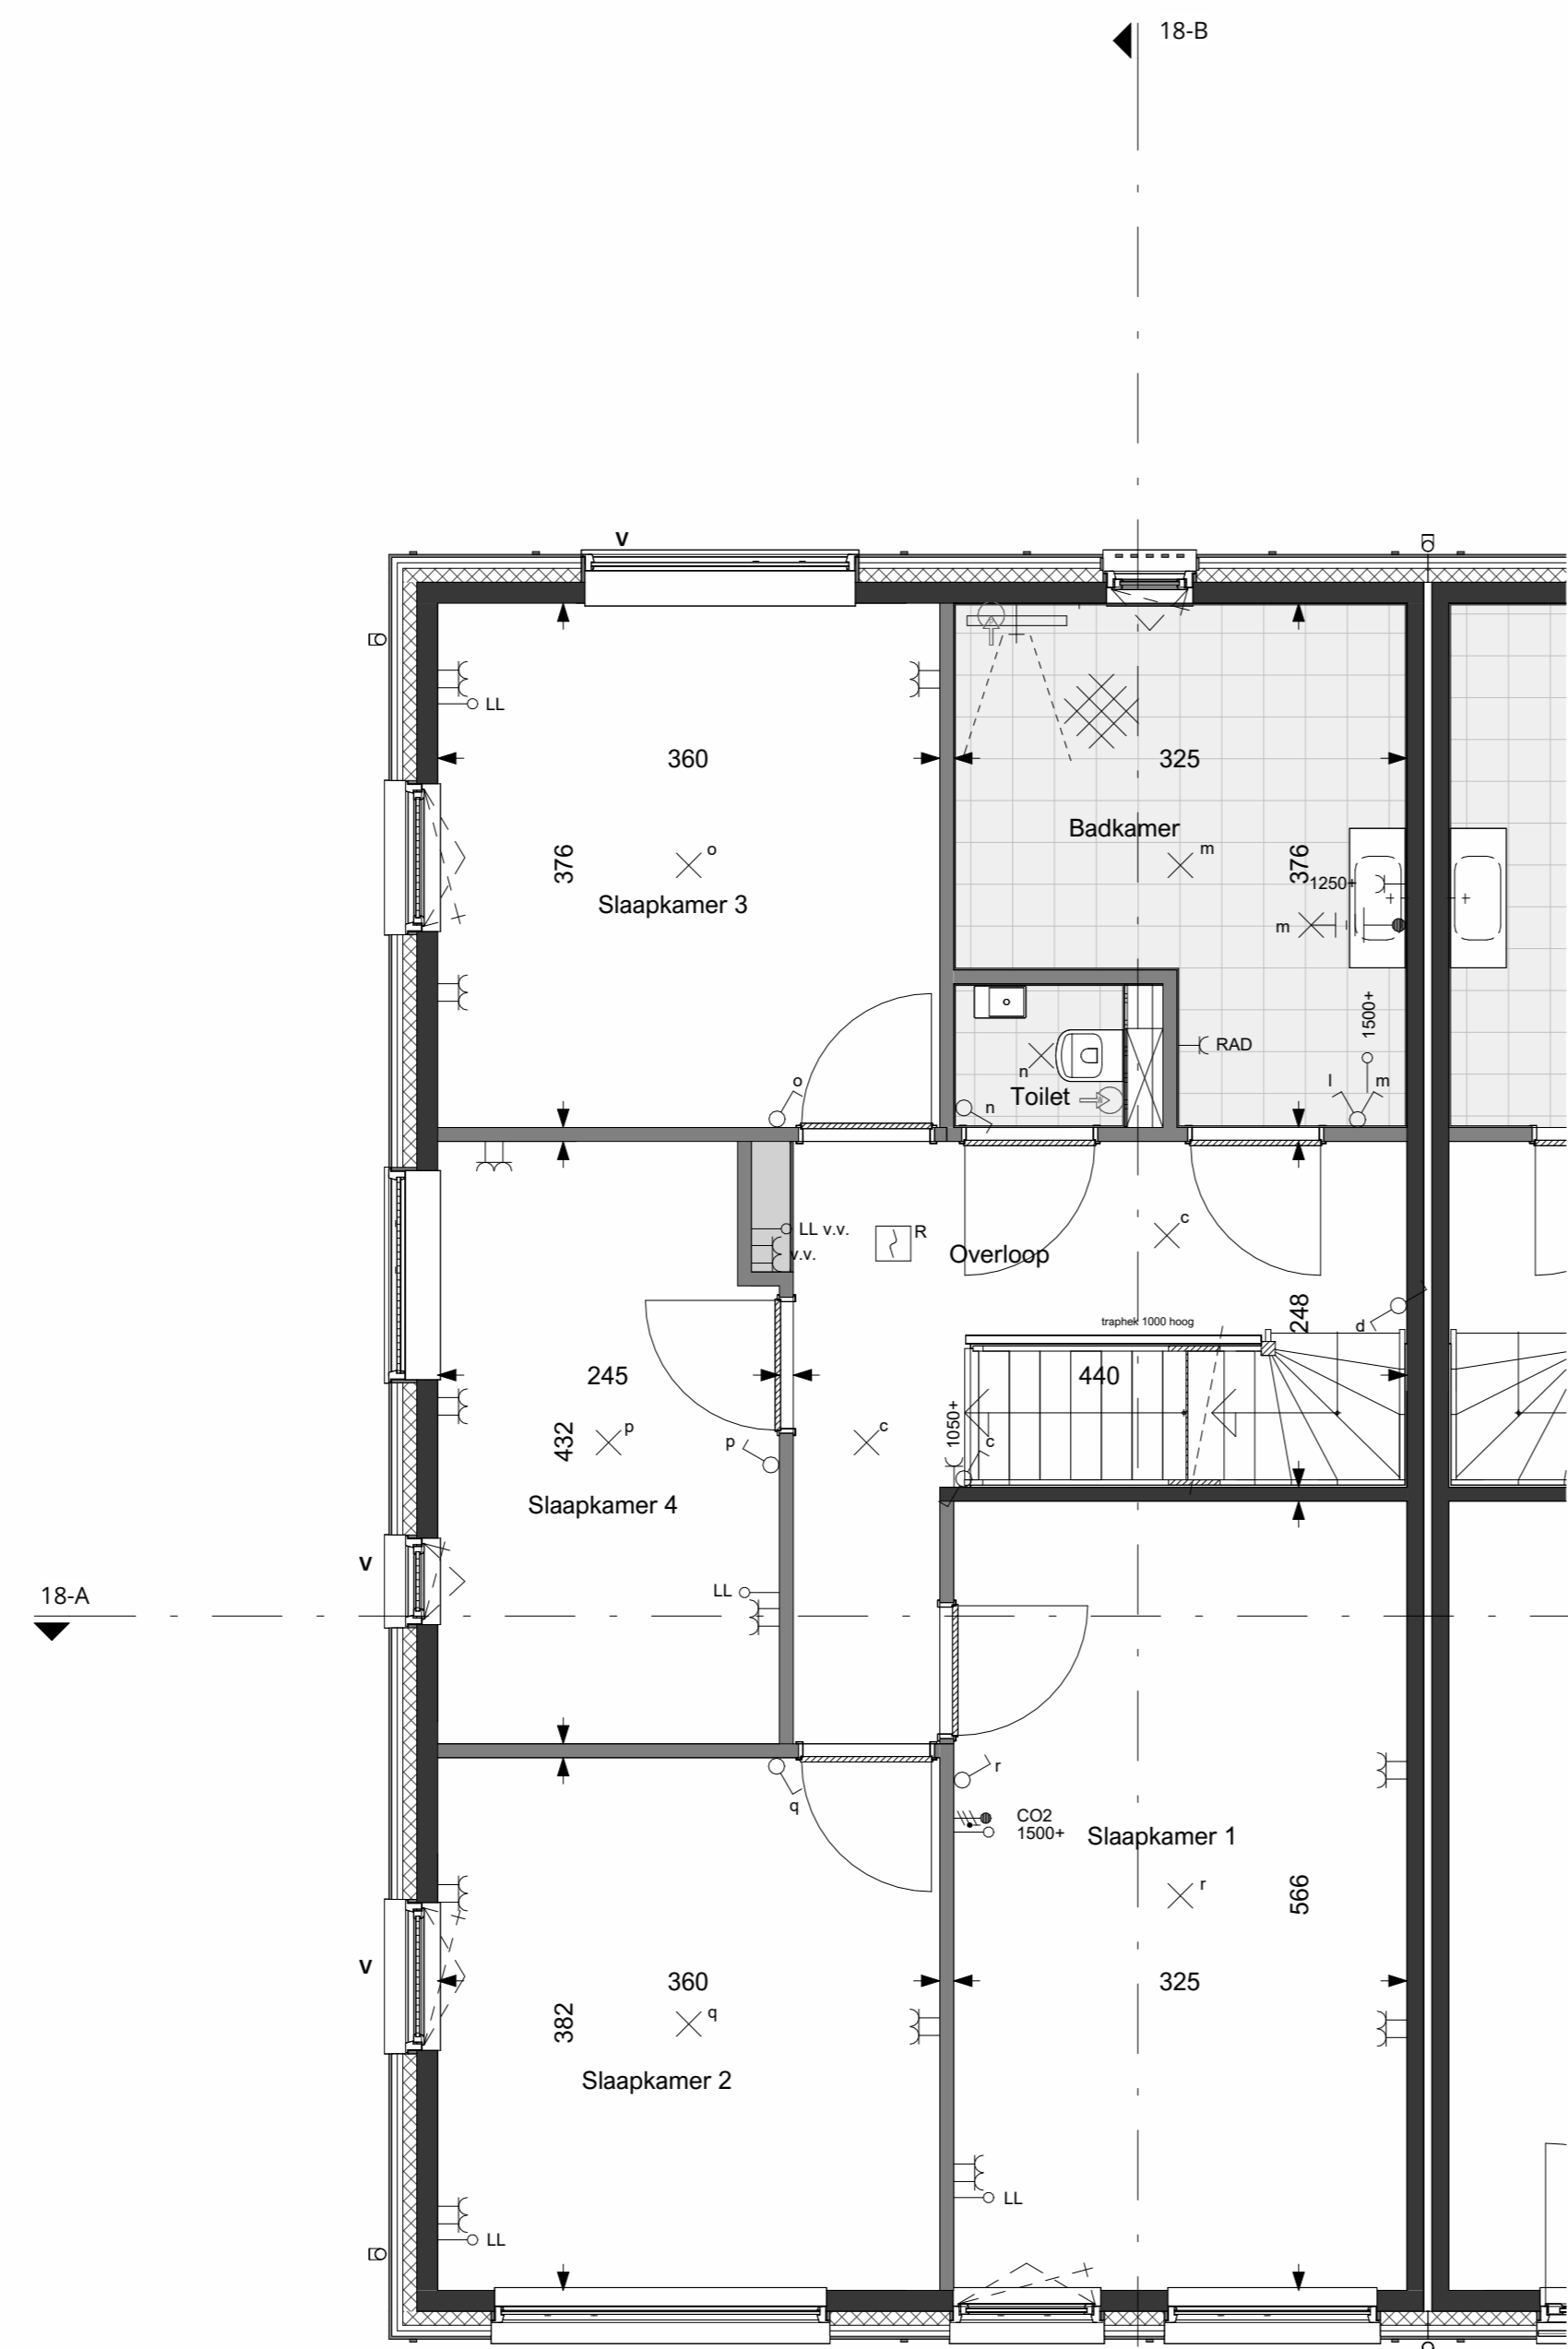 18-B
V
LL
360
325
Badkamer
376
o
m
376
1250+
Slaapkamer 3
m
1500+
RAD
n
Toilet
n
o
l
m
c
LL v.v.
R
v.v.
Overloop
248
traphek 1000 hoog
d
245
440
1050+
432
p
p
c
c
Slaapkamer 4
V
18-A
LL
r
q
CO2
1500+
Slaapkamer 1
r
566
V
360
325
382
q
Slaapkamer 2
LL
LL